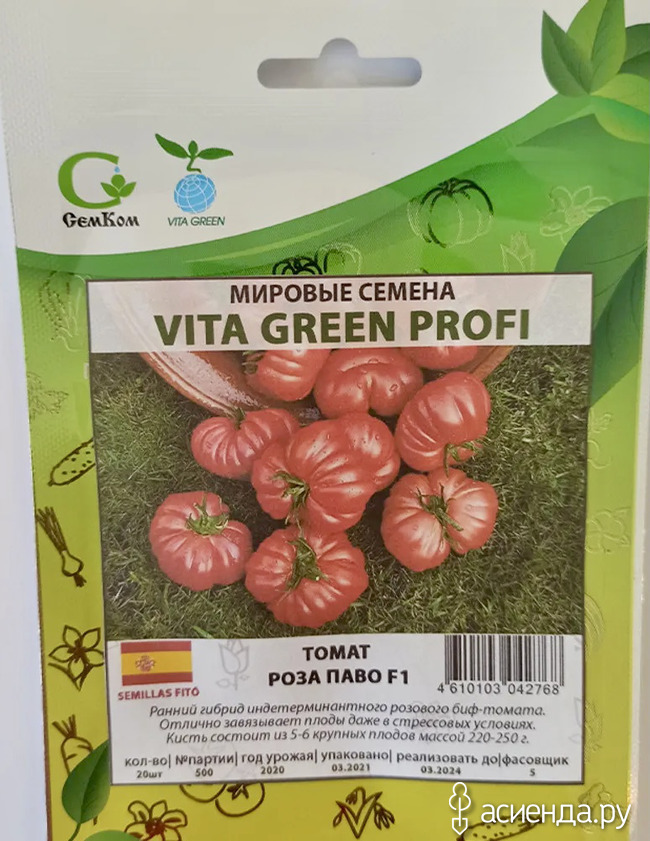 СемКом
VITA GREEN
МИРОВЫЕ СЕМЕНА
VITA GREEN PROFI
SEMILLAS FITÓ
ТОМАТ
РОЗА ПАВО F1
4 610103 042768
Ранний гибрид индетерминантного розового биф-томата.
Отлично завязывает плоды даже в стрессовых условиях.
Кисть состоит из 5-6 крупных плодов массой 220-250 г.
кол-во| №партии| год урожая| упаковано| реализовать до|фасовщик
20шт 500 2020 03.2021 03.2024 5
асиенда.ру